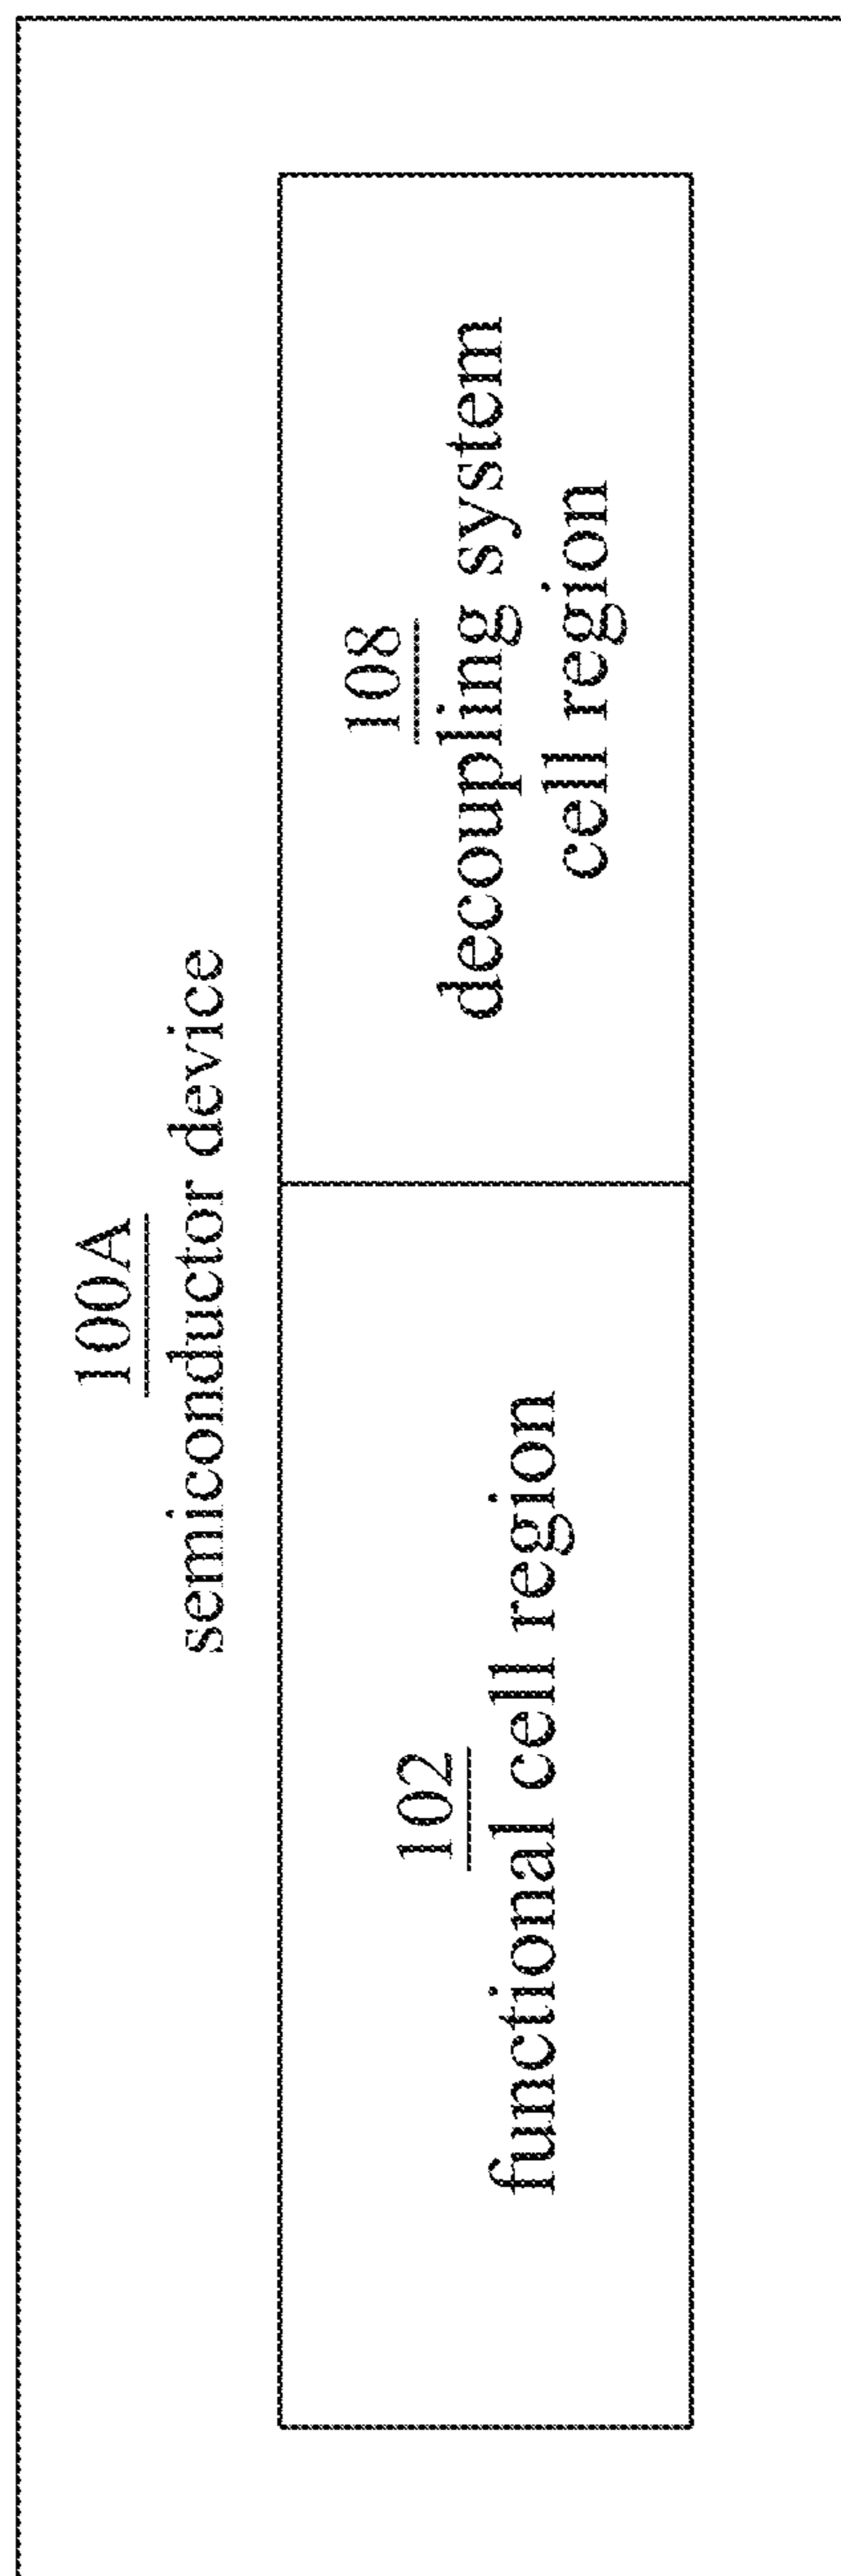 100A
semiconductor device
102
functional cell region
108
decoupling system
cell region